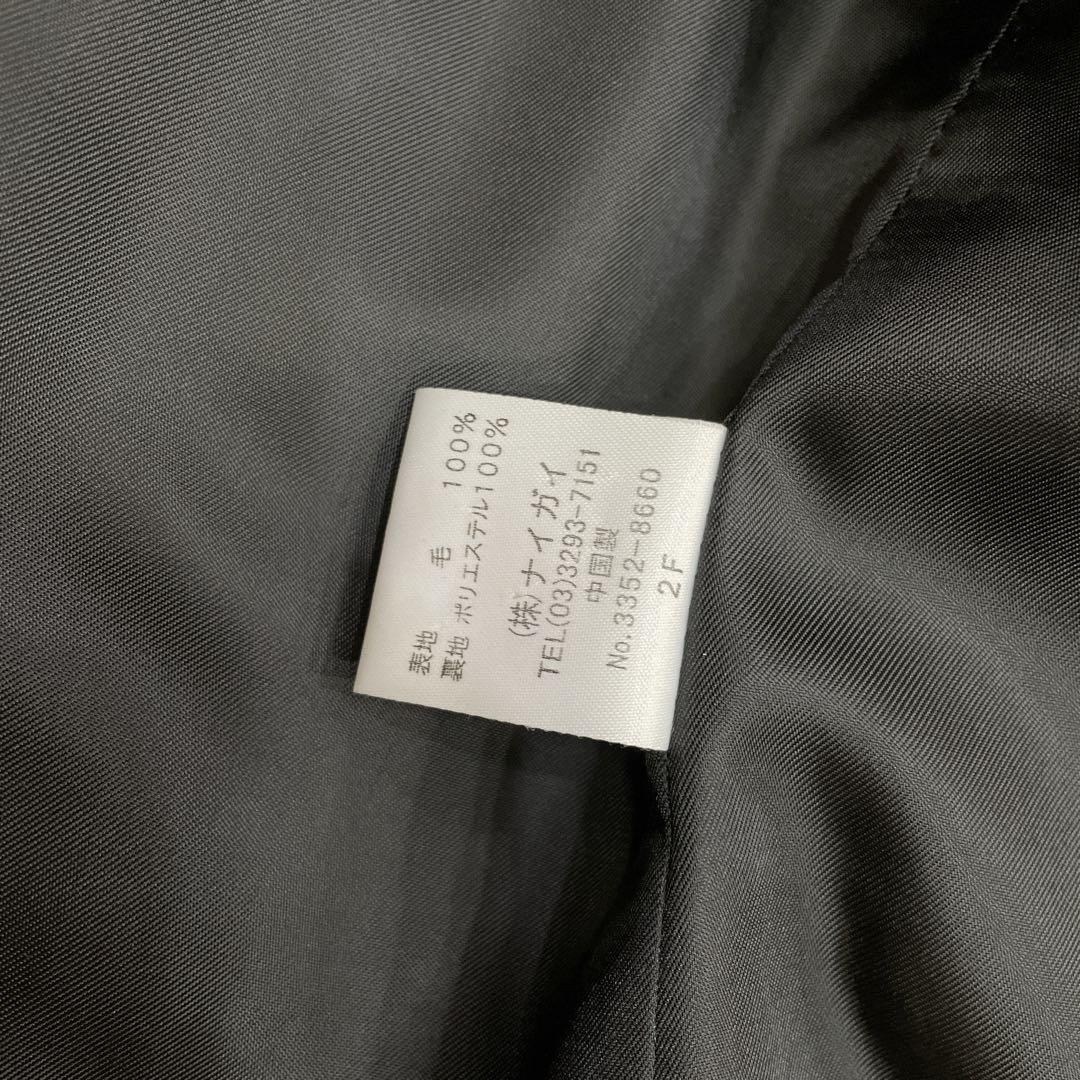 表地 毛 100%
裏地 ポリエステル100%
(株)ナイガイ
TEL(03)3293-7151
中国製
No.3352-8660
2F